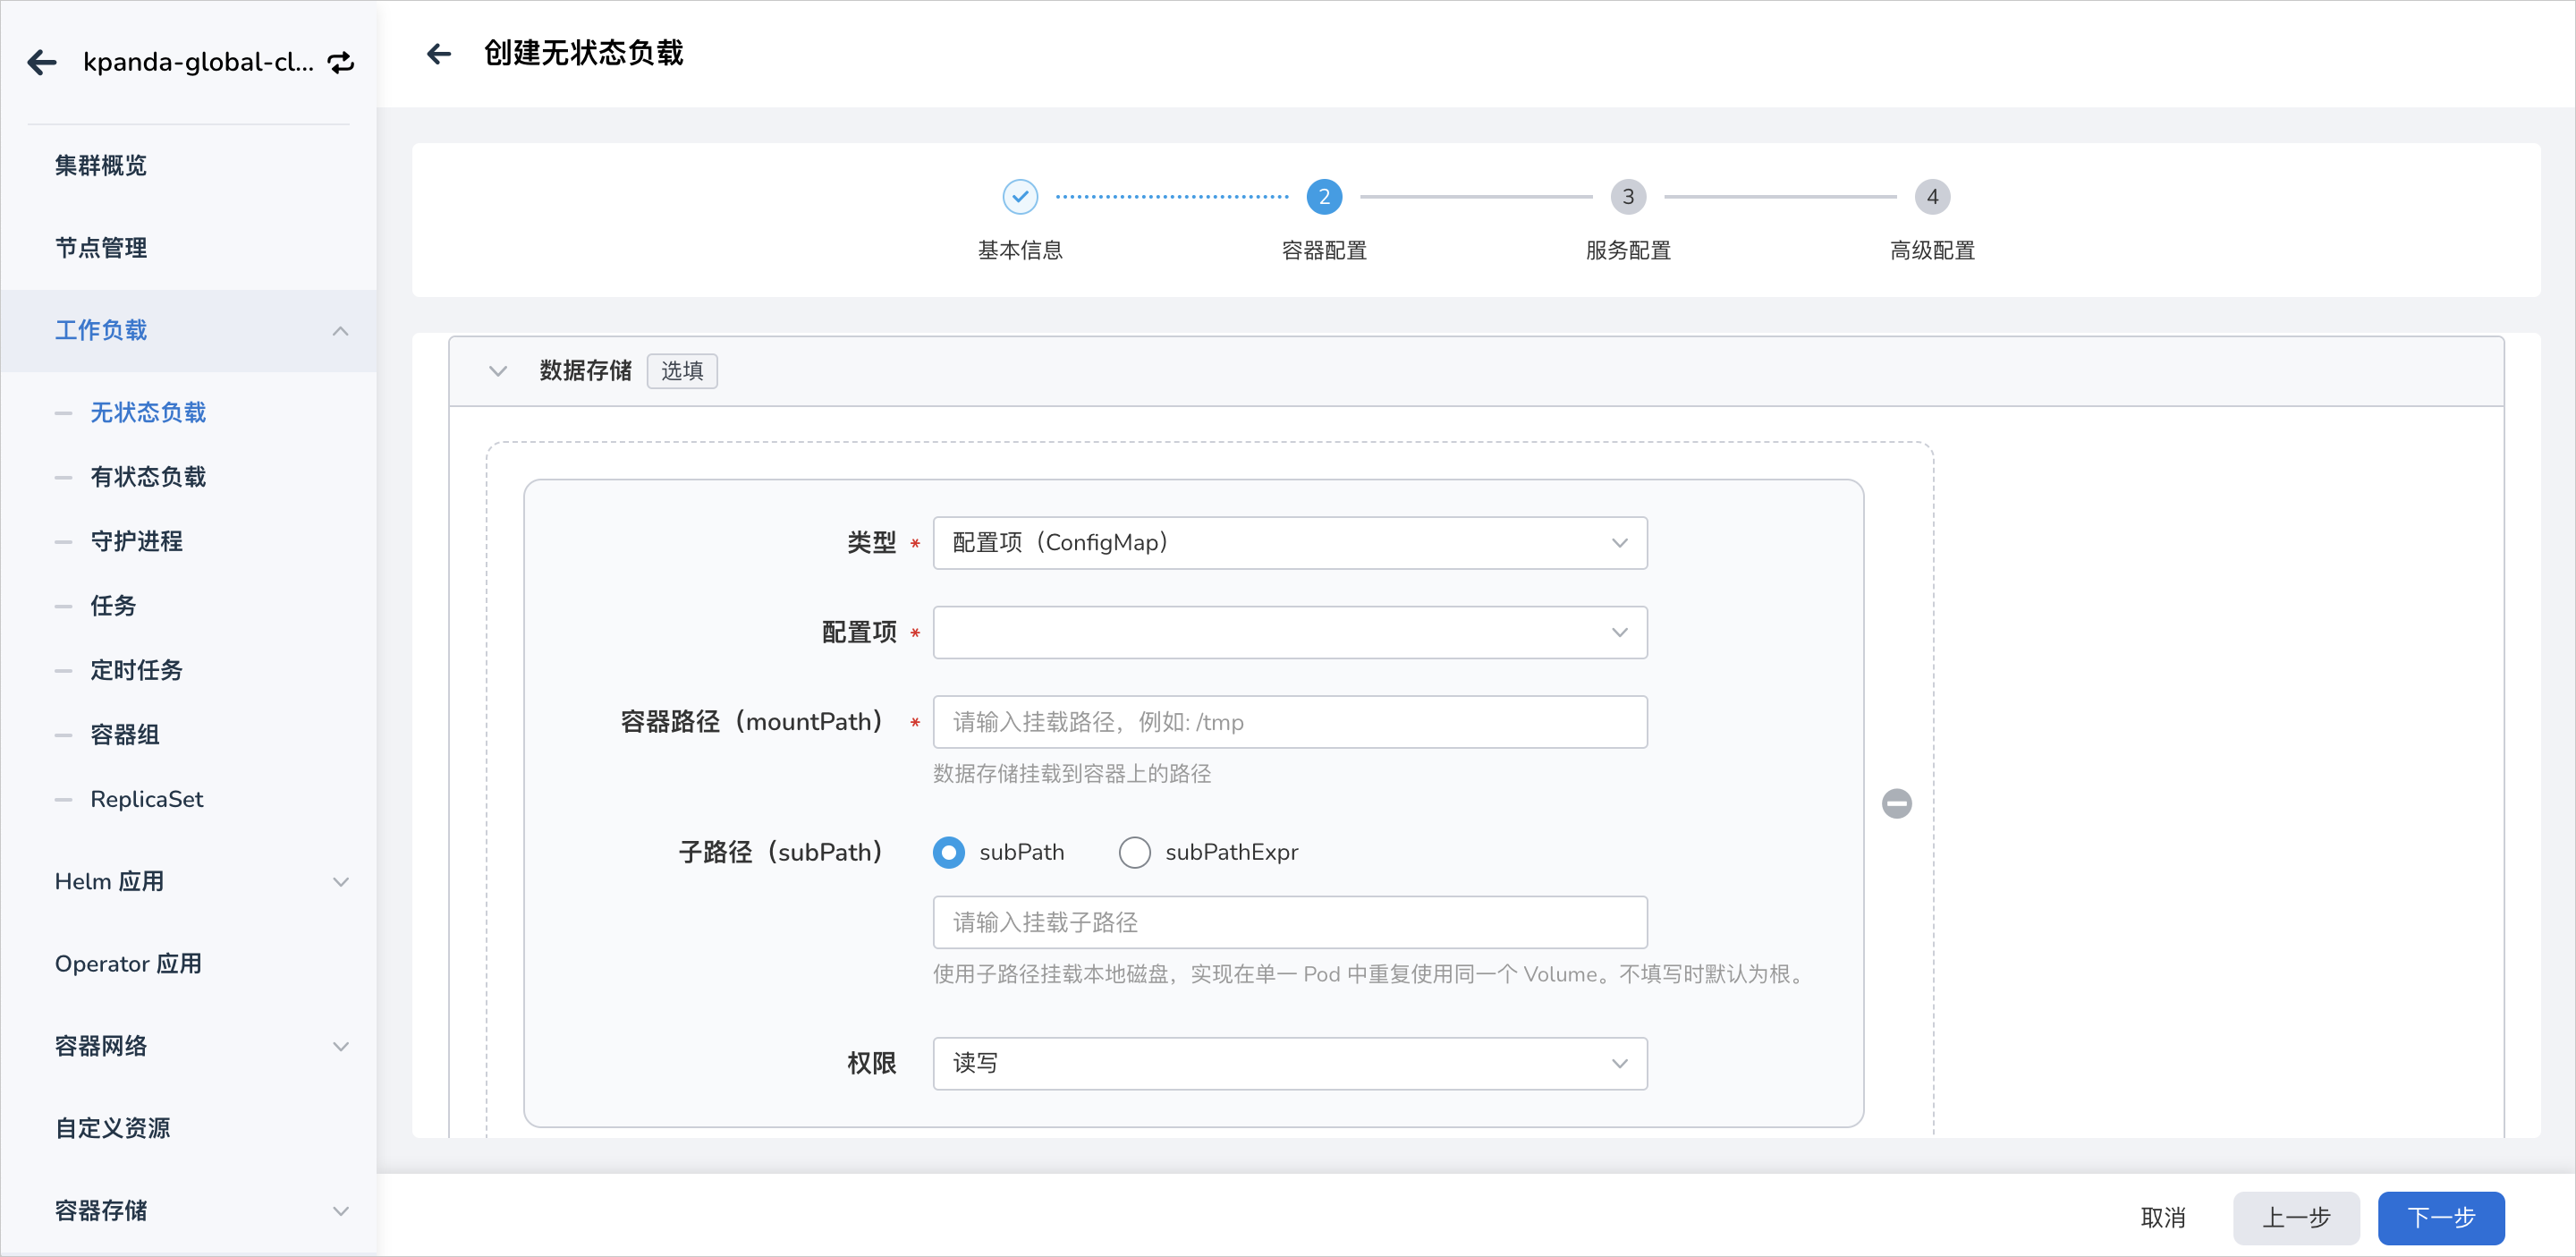 kpanda-global-cl...
集群概览
节点管理
工作负载
无状态负载
有状态负载
守护进程
任务
定时任务
容器组
ReplicaSet
Helm 应用
Operator 应用
容器网络
自定义资源
容器存储
创建无状态负载
2
3
4
基本信息
容器配置
服务配置
高级配置
数据存储 选填
类型 * 配置项（ConfigMap）
配置项 *
容器路径（mountPath） * 请输入挂载路径，例如: /tmp
数据存储挂载到容器上的路径
子路径（subPath） subPath subPathExpr
请输入挂载子路径
使用子路径挂载本地磁盘，实现在单一 Pod 中重复使用同一个 Volume。不填写时默认为根。
权限 读写
取消 上一步 下一步